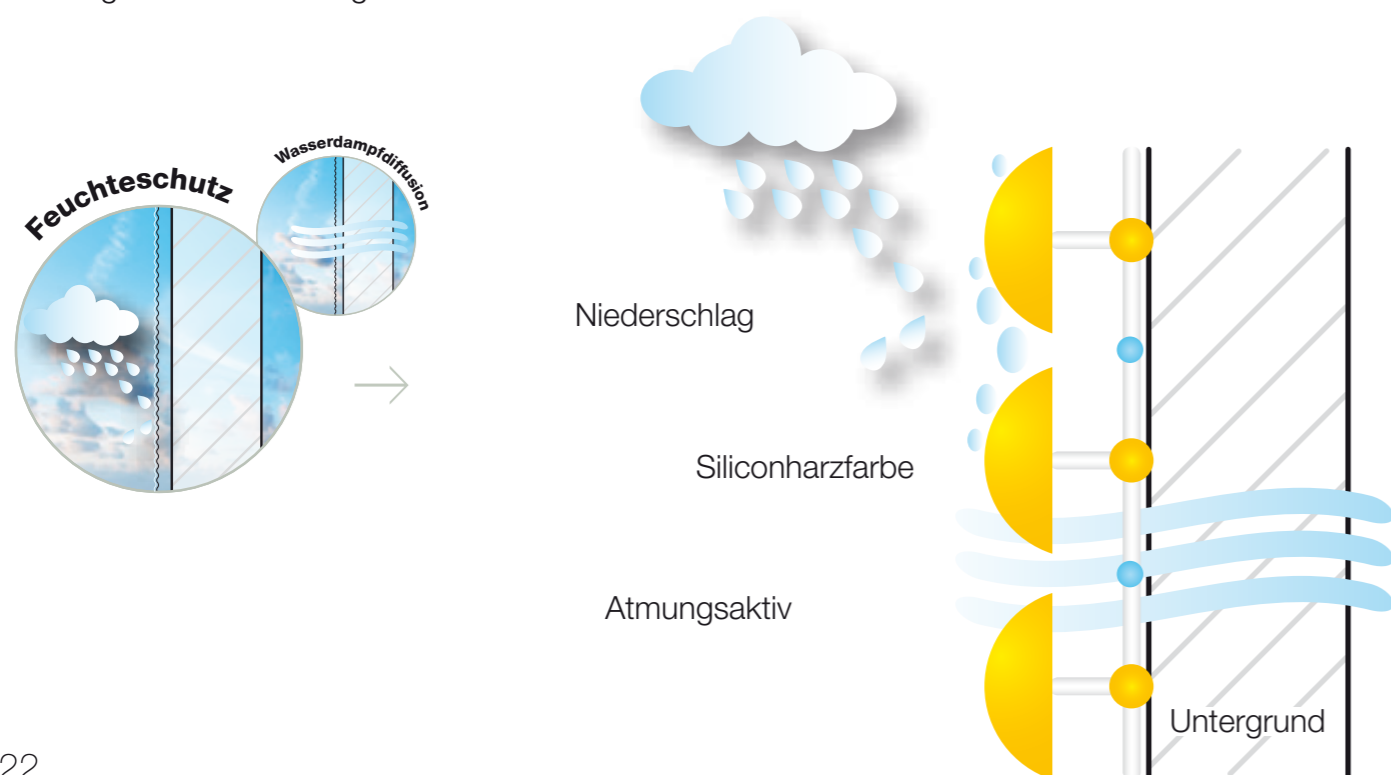 Wasserdampfdiffusion
Feuchteschutz
Niederschlag
Siliconharzfarbe
Atmungsaktiv
Untergrund
22